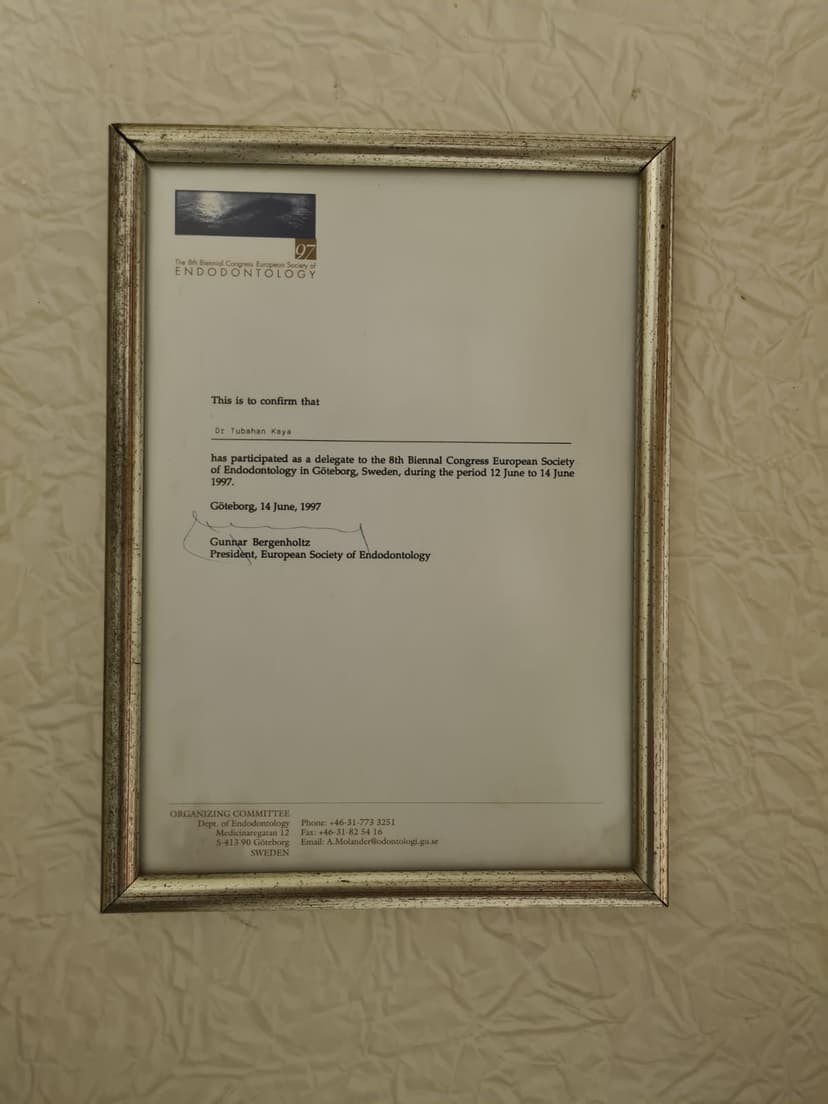 97
The 8th Biennial Congress European Society of
ENDODONTOLOGY
This is to confirm that
Dr Tubahan Kaya
has participated as a delegate to the 8th Biennal Congress European Society
of Endodontology in Göteborg, Sweden, during the period 12 June to 14 June
1997.
Göteborg, 14 June, 1997
Gunnar Bergenholtz
President, European Society of Endodontology
ORGANIZING COMMITTEE
Dept. of Endodontology
Medicinaregatan 12
S-413 90 Göteborg
SWEDEN
Phone: +46-31-773 3251
Fax: +46-31-82 54 16
Email: A.Molander@odontologi.gu.se